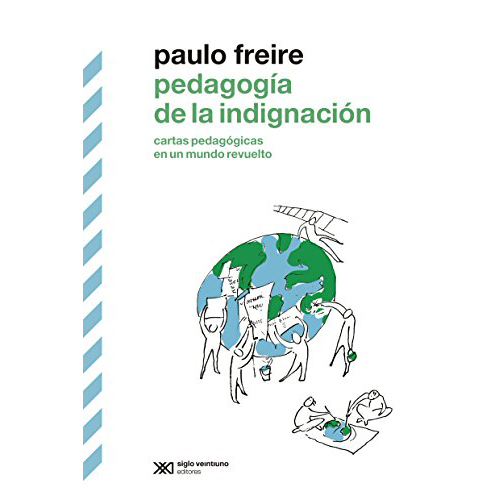 paulo freire
pedagogía
de la indignación
cartas pedagógicas
en un mundo revuelto
siglo veintiuno
editores